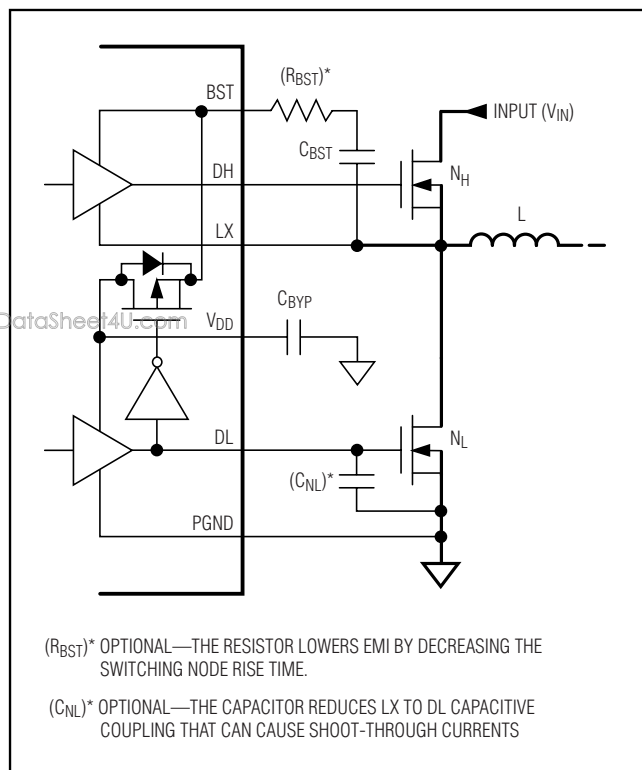 BST
(RBST)*
INPUT (VIN)
CBST
DH
NH
L
LX
CBYP
DataSheet4U.com
VDD
DL
NL
(CNL)*
PGND
(RBST)* OPTIONAL—THE RESISTOR LOWERS EMI BY DECREASING THE
SWITCHING NODE RISE TIME.
(CNL)* OPTIONAL—THE CAPACITOR REDUCES LX TO DL CAPACITIVE
COUPLING THAT CAN CAUSE SHOOT-THROUGH CURRENTS